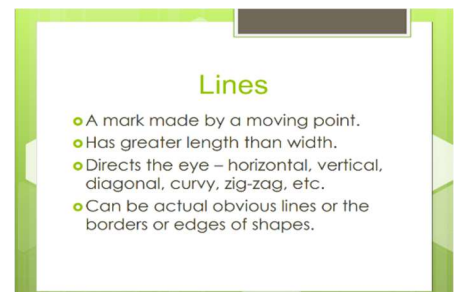 Lines
A mark made by a moving point.
Has greater length than width.
Directs the eye – horizontal, vertical,
diagonal, curvy, zig-zag, etc.
Can be actual obvious lines or the
borders or edges of shapes.